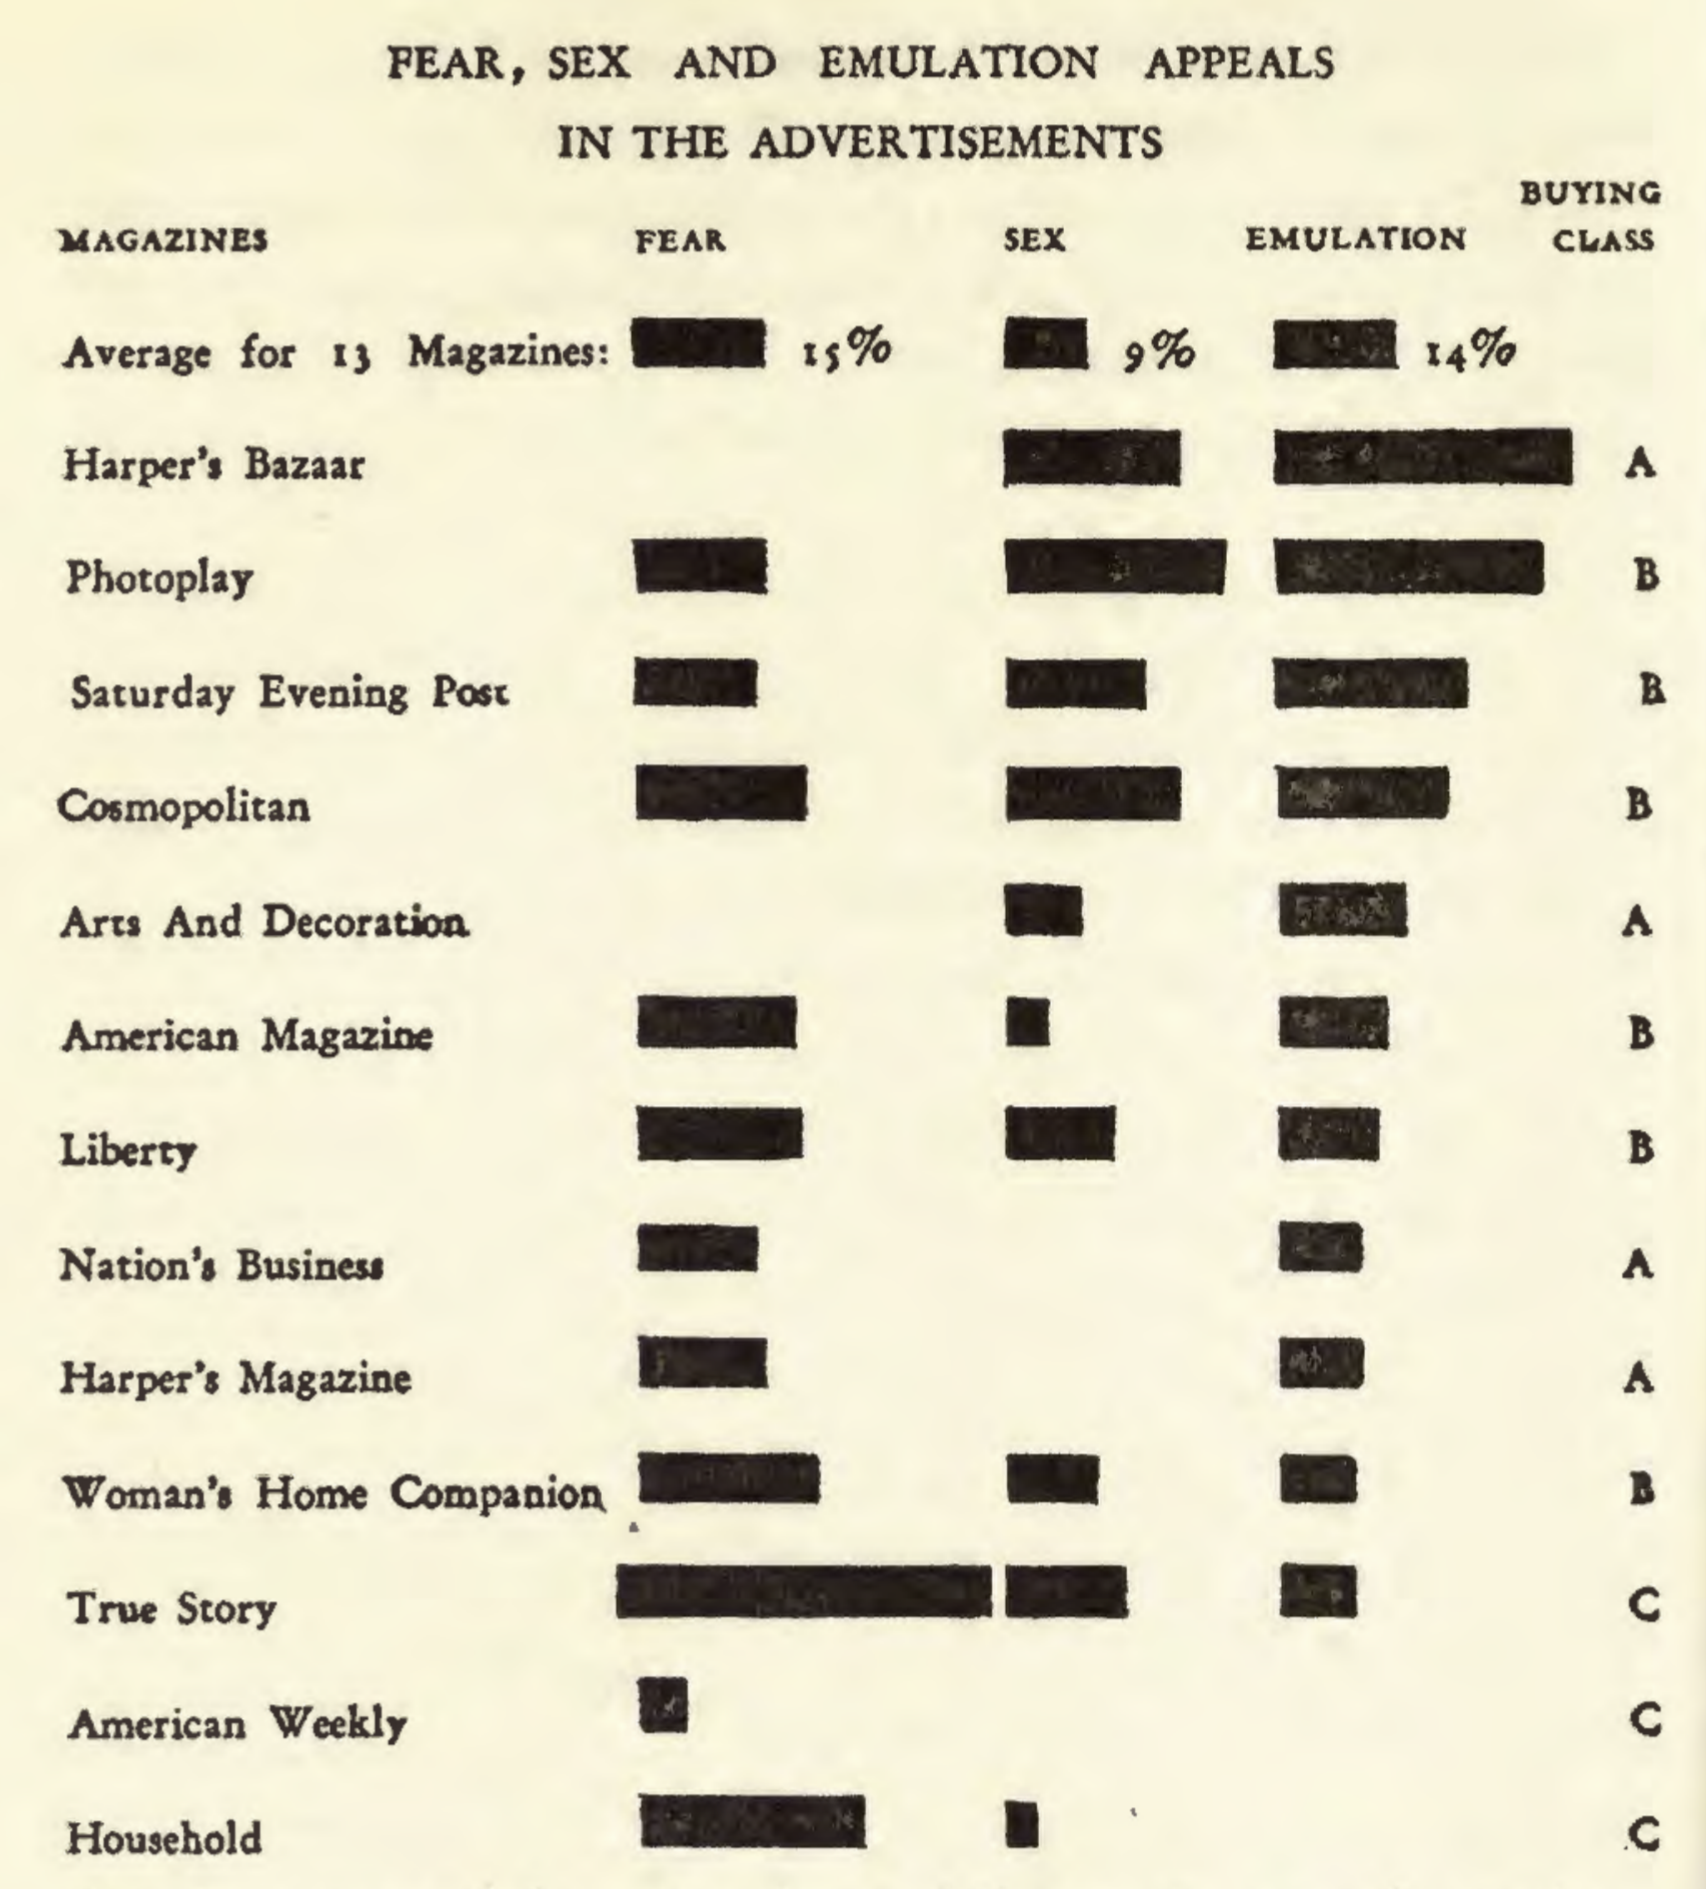 FEAR, SEX AND EMULATION APPEALS
IN THE ADVERTISEMENTS
MAGAZINES FEAR SEX EMULATION BUYING CLASS
Average for 13 Magazines: 15% 9% 14%
Harper's Bazaar A
Photoplay B
Saturday Evening Post B
Cosmopolitan B
Arts And Decoration A
American Magazine B
Liberty B
Nation's Business A
Harper's Magazine A
Woman's Home Companion B
True Story C
American Weekly C
Household C